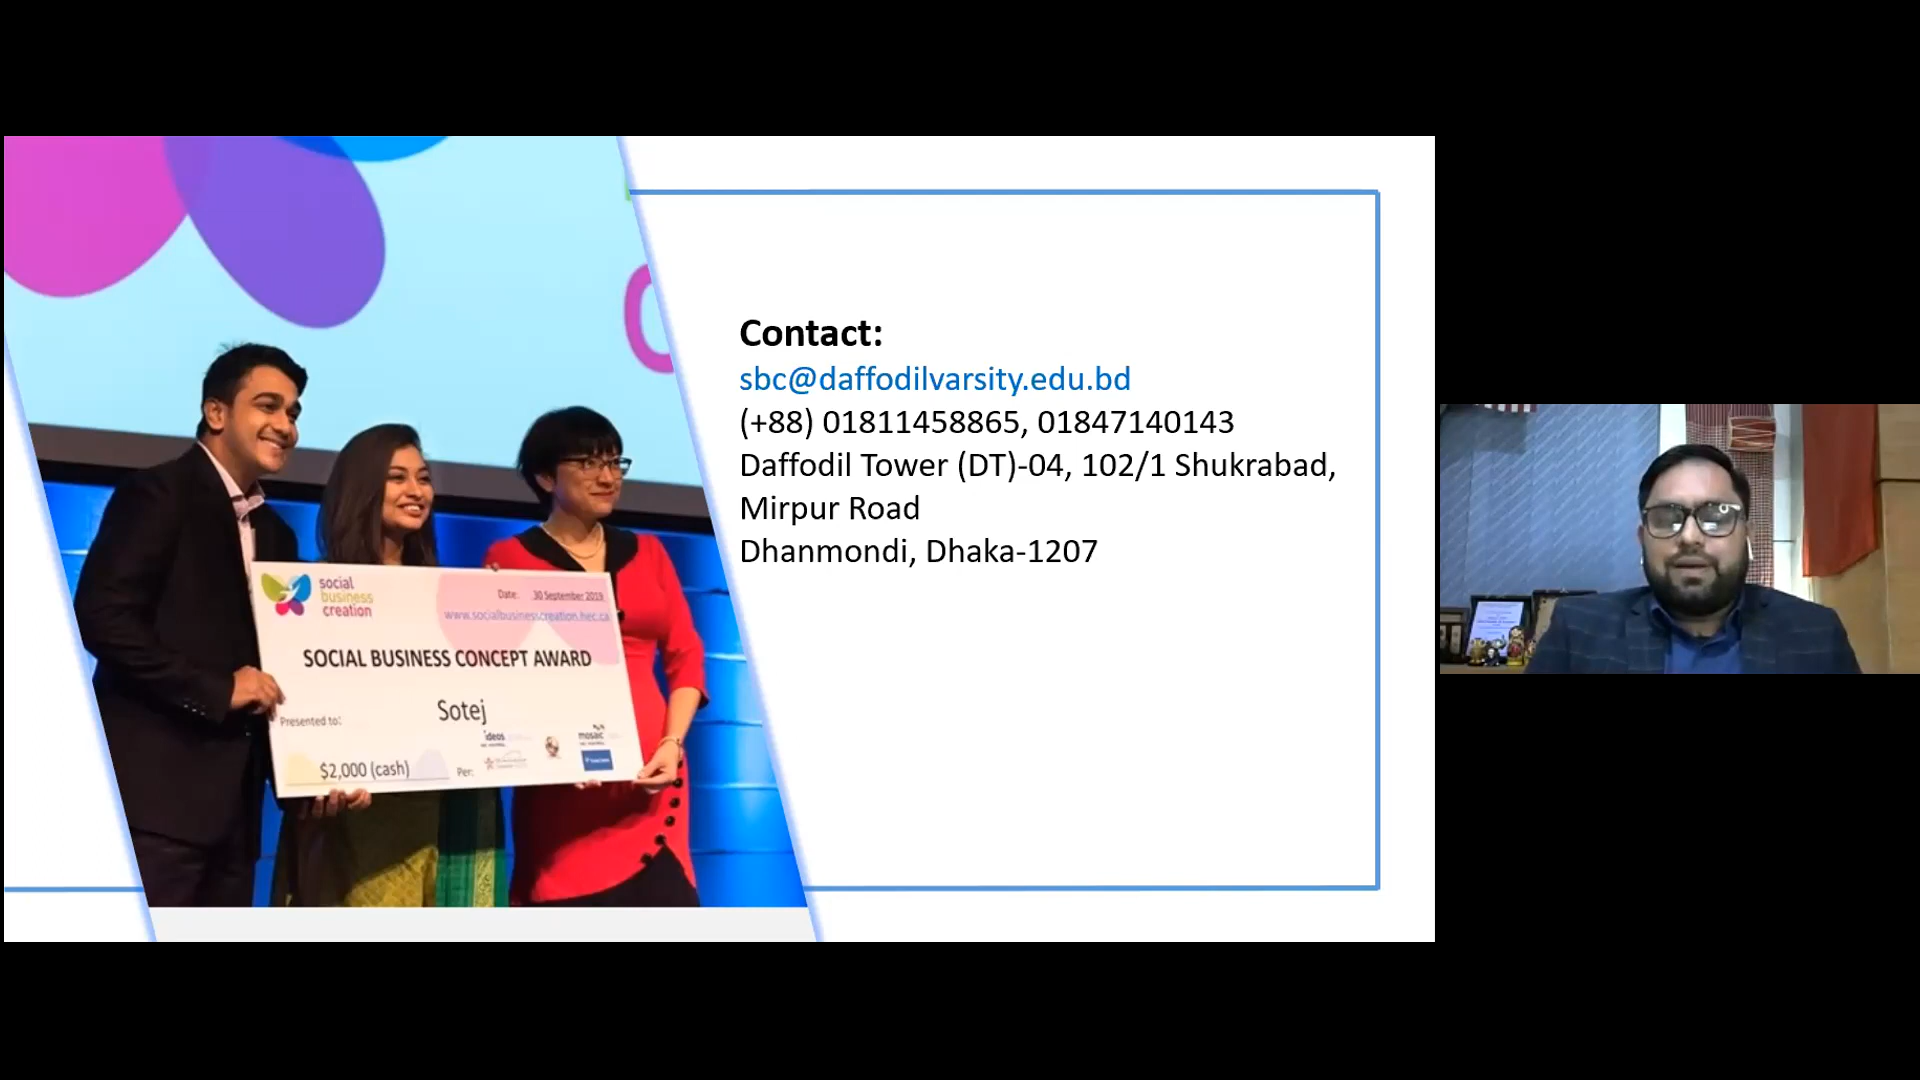 Contact:
sbc@daffodilvarsity.edu.bd
(+88) 01811458865, 01847140143
Daffodil Tower (DT)-04, 102/1 Shukrabad,
Mirpur Road
Dhanmondi, Dhaka-1207
social
business
creation
Date: 30 September 2019
www.socialbusinesscreation.hec.ca
SOCIAL BUSINESS CONCEPT AWARD
Presented to: Sotej
ideos
mosaic
$2,000 (cash)
Per: